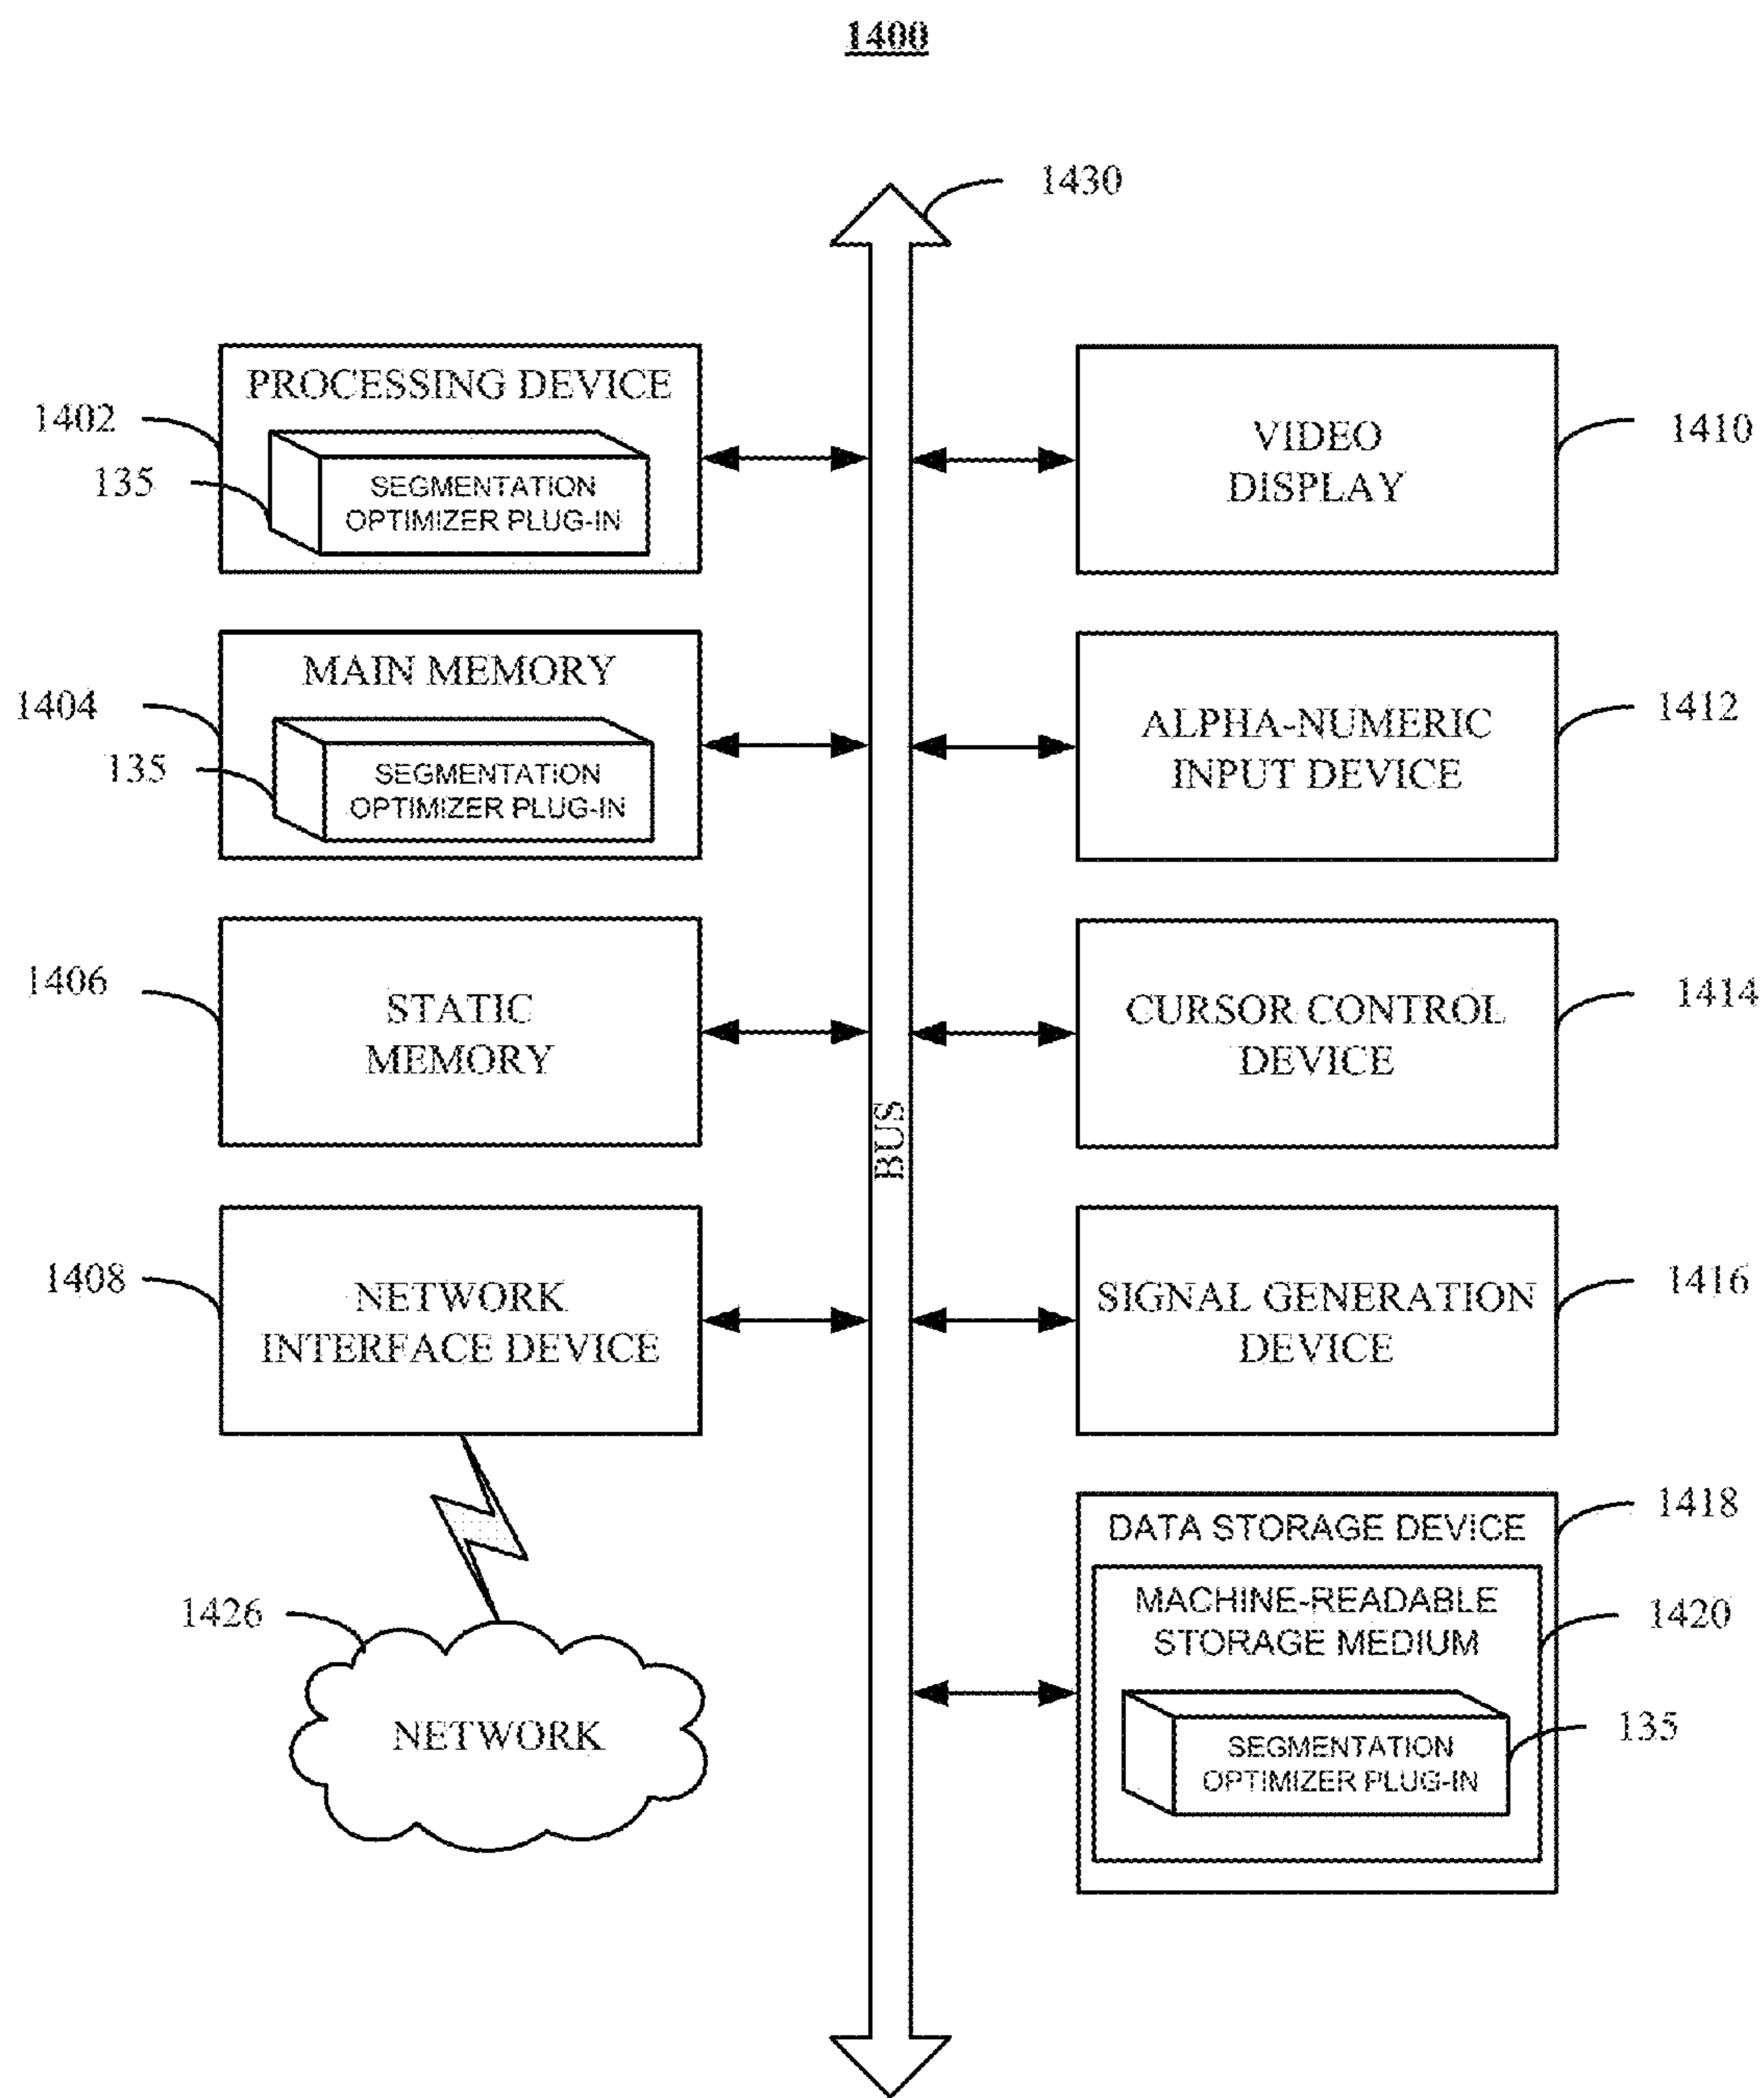 1400
1430
PROCESSING DEVICE
1402
135
SEGMENTATION
OPTIMIZER PLUG-IN
VIDEO
DISPLAY
1410
MAIN MEMORY
1404
135
SEGMENTATION
OPTIMIZER PLUG-IN
ALPHA-NUMERIC
INPUT DEVICE
1412
1406
STATIC
MEMORY
CURSOR CONTROL
DEVICE
1414
BUS
1408
NETWORK
INTERFACE DEVICE
SIGNAL GENERATION
DEVICE
1416
DATA STORAGE DEVICE
1418
MACHINE-READABLE
STORAGE MEDIUM
1420
SEGMENTATION
OPTIMIZER PLUG-IN
135
1426
NETWORK